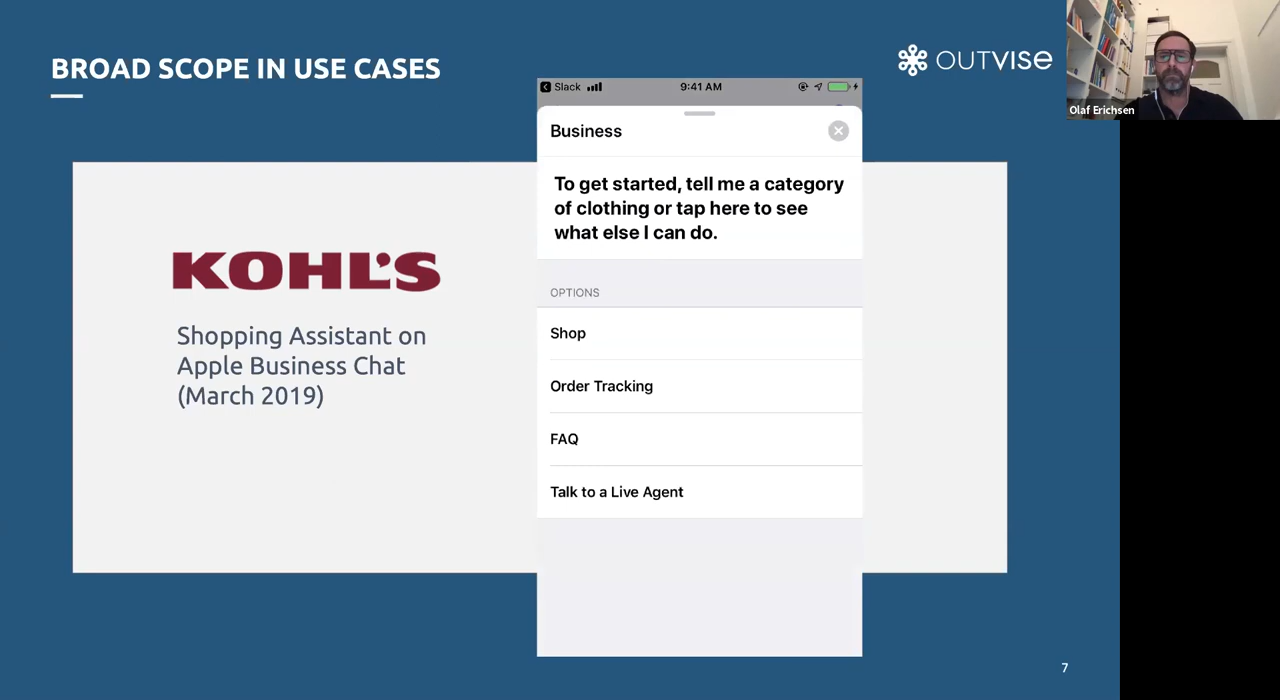 BROAD SCOPE IN USE CASES
OUTVISE
Olaf Erichsen
Slack
9:41 AM
Business
To get started, tell me a category
of clothing or tap here to see
what else I can do.
OPTIONS
Shop
Order Tracking
FAQ
Talk to a Live Agent
KOHL'S
Shopping Assistant on
Apple Business Chat
(March 2019)
7